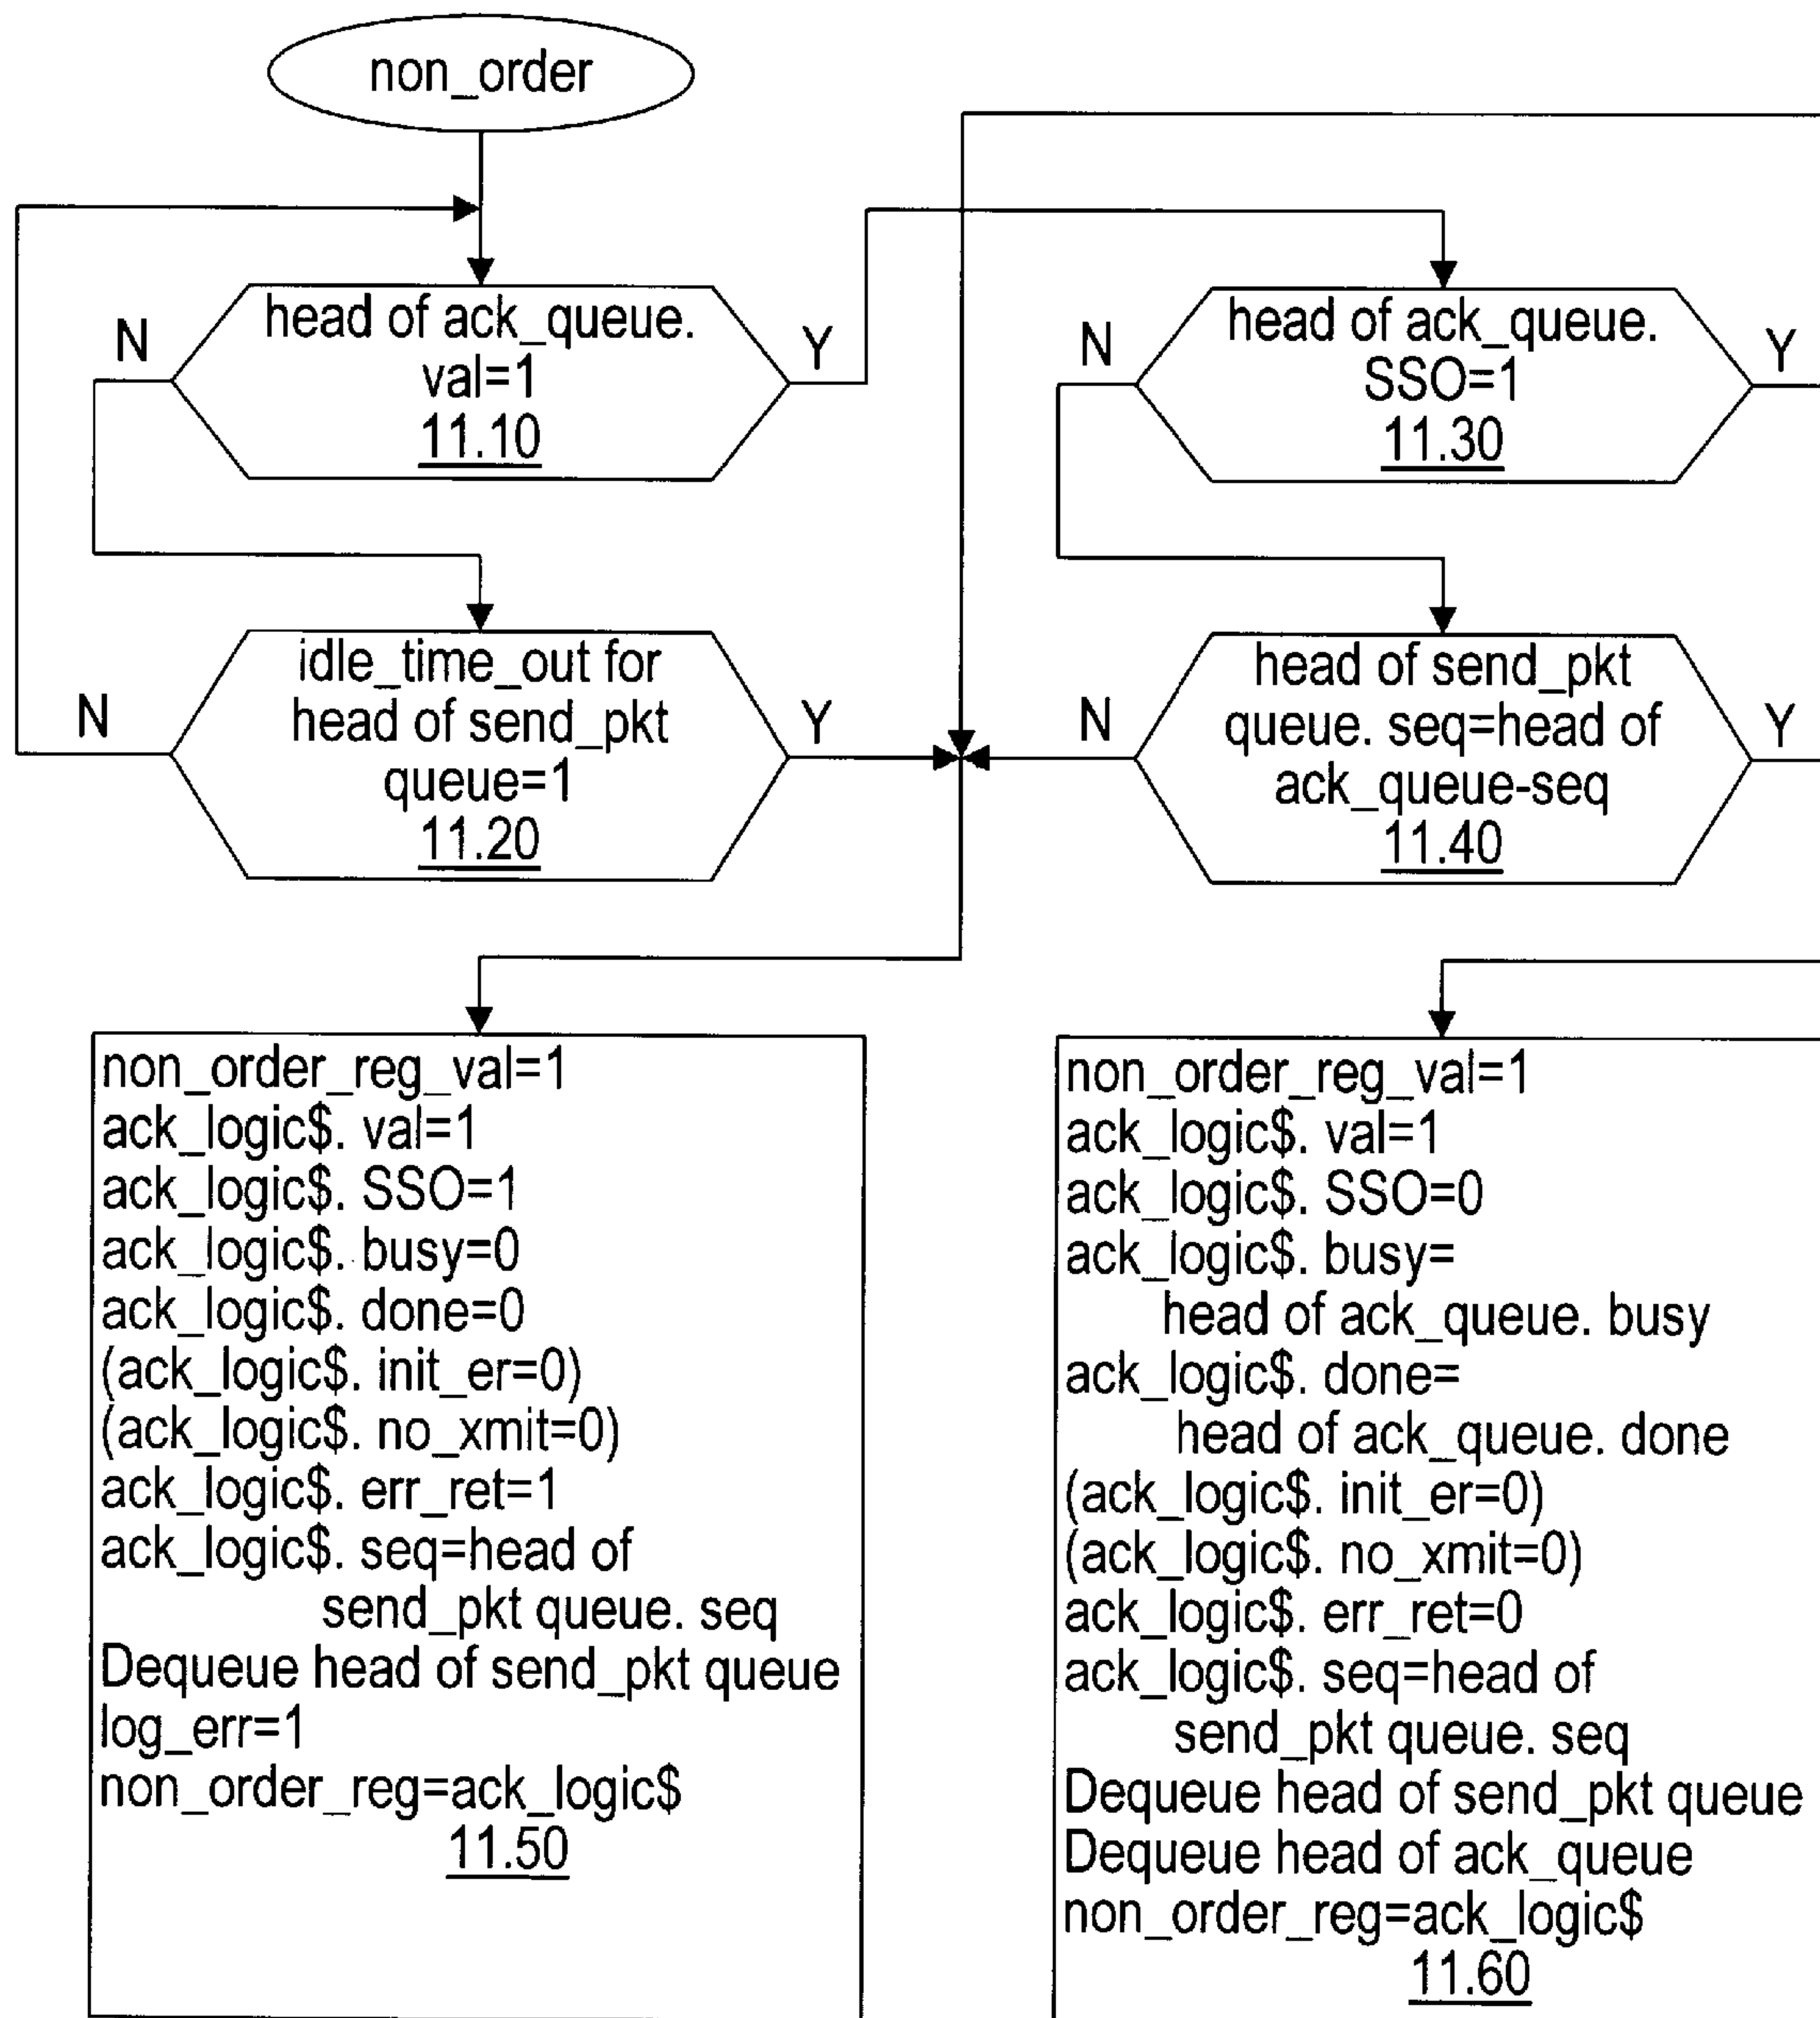 non_order
N
head of ack_queue.
val=1
11.10
Y
N
head of ack_queue.
SSO=1
11.30
Y
N
idle_time_out for
head of send_pkt
queue=1
11.20
Y
N
head of send_pkt
queue. seq=head of
ack_queue-seq
11.40
Y
non_order_reg_val=1
ack_logic$. val=1
ack_logic$. SSO=1
ack_logic$. busy=0
ack_logic$. done=0
(ack_logic$. init_er=0)
(ack_logic$. no_xmit=0)
ack_logic$. err_ret=1
ack_logic$. seq=head of
send_pkt queue. seq
Dequeue head of send_pkt queue
log_err=1
non_order_reg=ack_logic$
11.50
non_order_reg_val=1
ack_logic$. val=1
ack_logic$. SSO=0
ack_logic$. busy=
head of ack_queue. busy
ack_logic$. done=
head of ack_queue. done
(ack_logic$. init_er=0)
(ack_logic$. no_xmit=0)
ack_logic$. err_ret=0
ack_logic$. seq=head of
send_pkt queue. seq
Dequeue head of send_pkt queue
Dequeue head of ack_queue
non_order_reg=ack_logic$
11.60